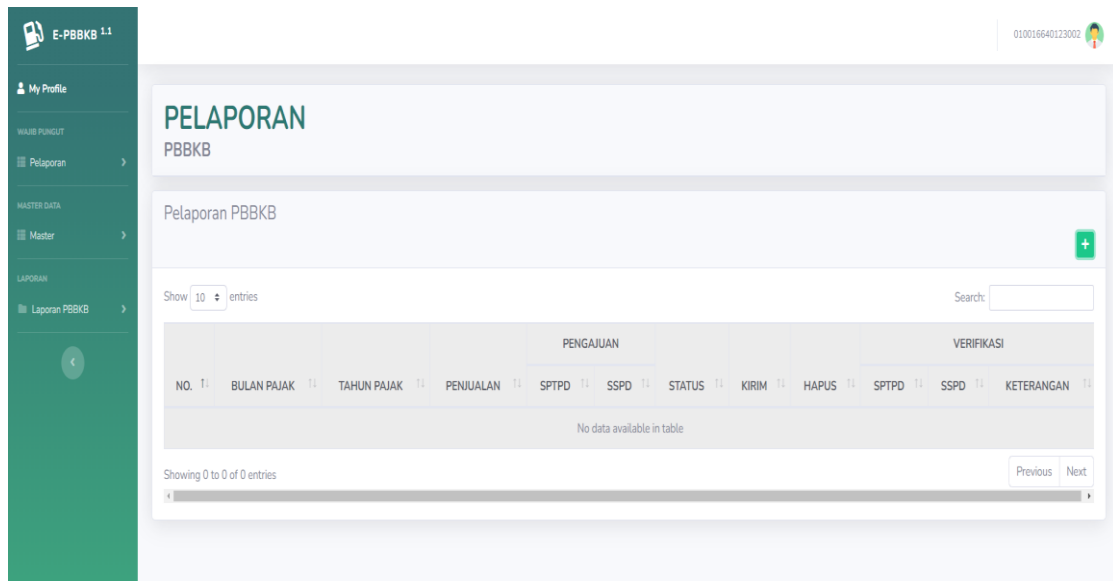 E-PBBKB 1.1
010016640123002
My Profile
WAJIB PUNGUT
Pelaporan
MASTER DATA
Master
LAPORAN
Laporan PBBKB
PELAPORAN
PBBKB
Pelaporan PBBKB
+
Show 10 entries
Search:
PENGAJUAN VERIFIKASI
NO. BULAN PAJAK TAHUN PAJAK PENJUALAN SPTPD SSPD STATUS KIRIM HAPUS SPTPD SSPD KETERANGAN
No data available in table
Showing 0 to 0 of 0 entries
Previous Next